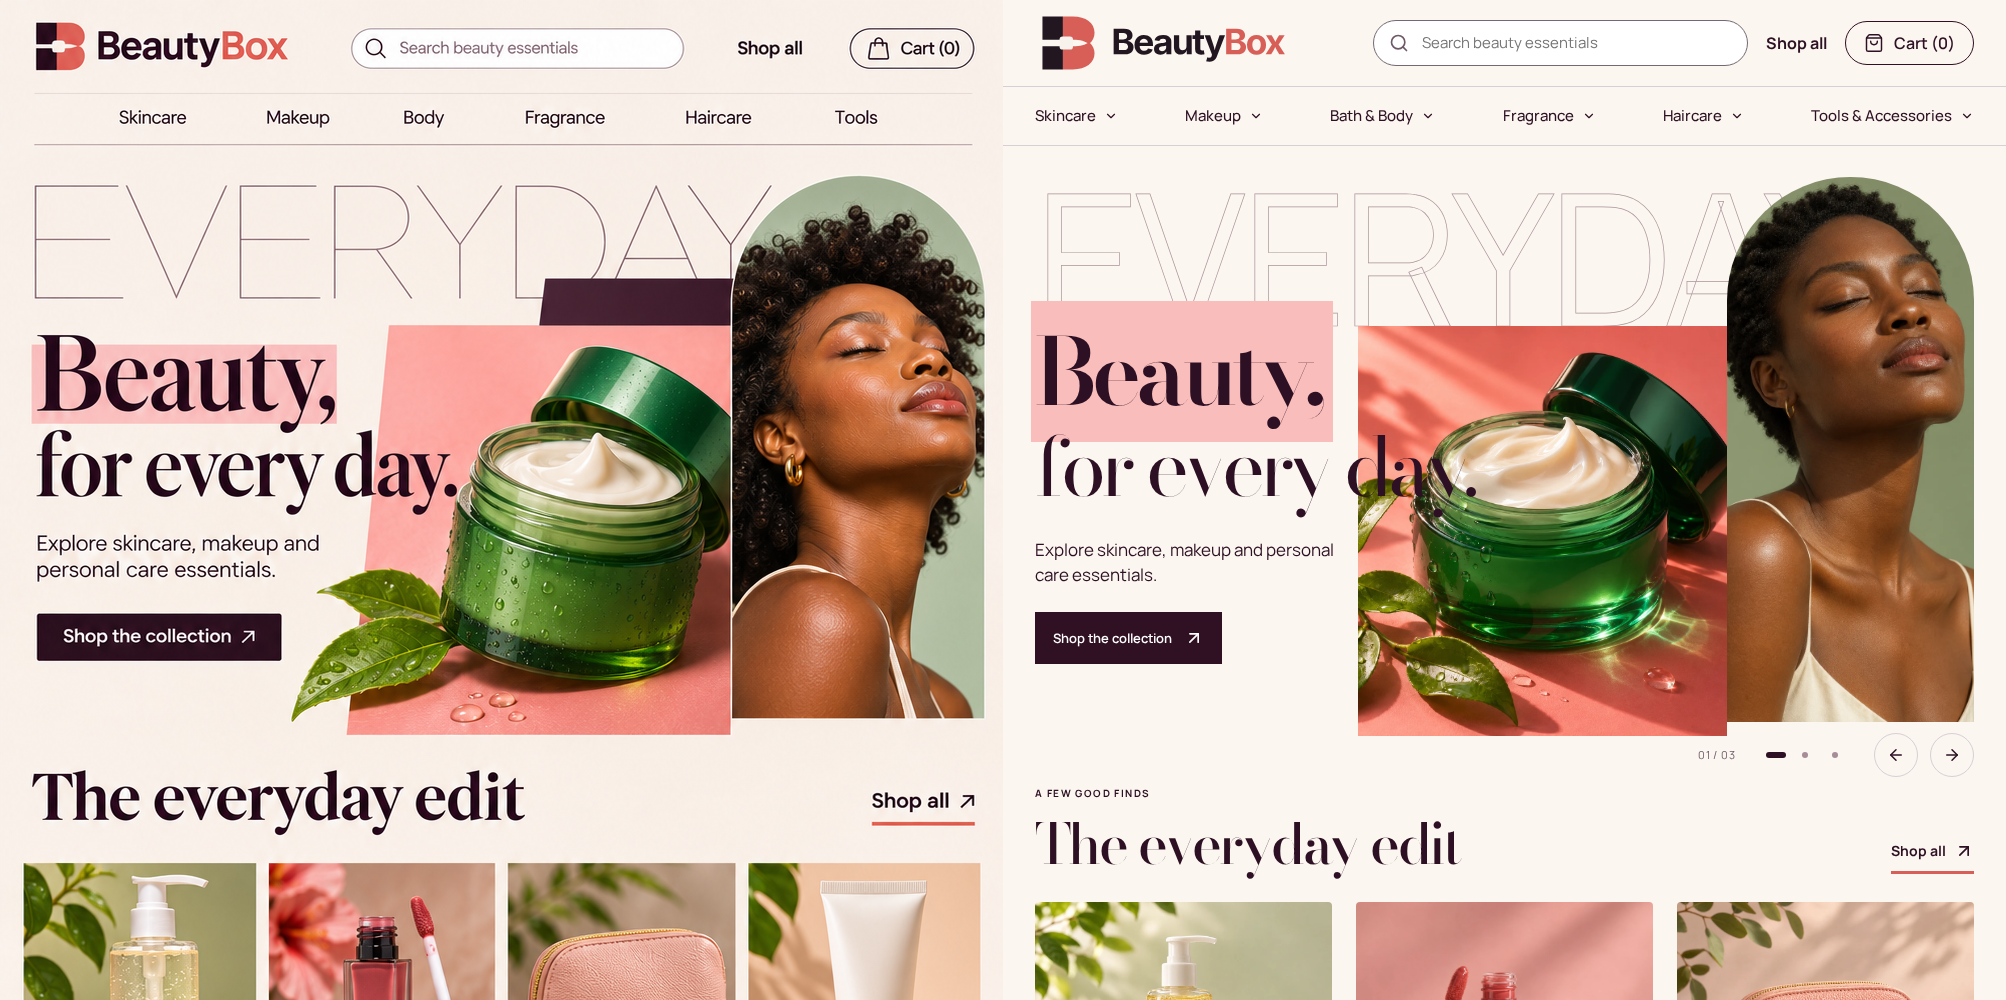 BeautyBox
Search beauty essentials
Shop all
Cart (0)
Skincare
Makeup
Body
Fragrance
Haircare
Tools
EVERYDAY
Beauty,
for every day.
Explore skincare, makeup and
personal care essentials.
Shop the collection
The everyday edit
Shop all
BeautyBox
Search beauty essentials
Shop all
Cart (0)
Skincare
Makeup
Bath & Body
Fragrance
Haircare
Tools & Accessories
EVERYDAY
Beauty,
for every day.
Explore skincare, makeup and personal
care essentials.
Shop the collection
01 / 03
A FEW GOOD FINDS
The everyday edit
Shop all